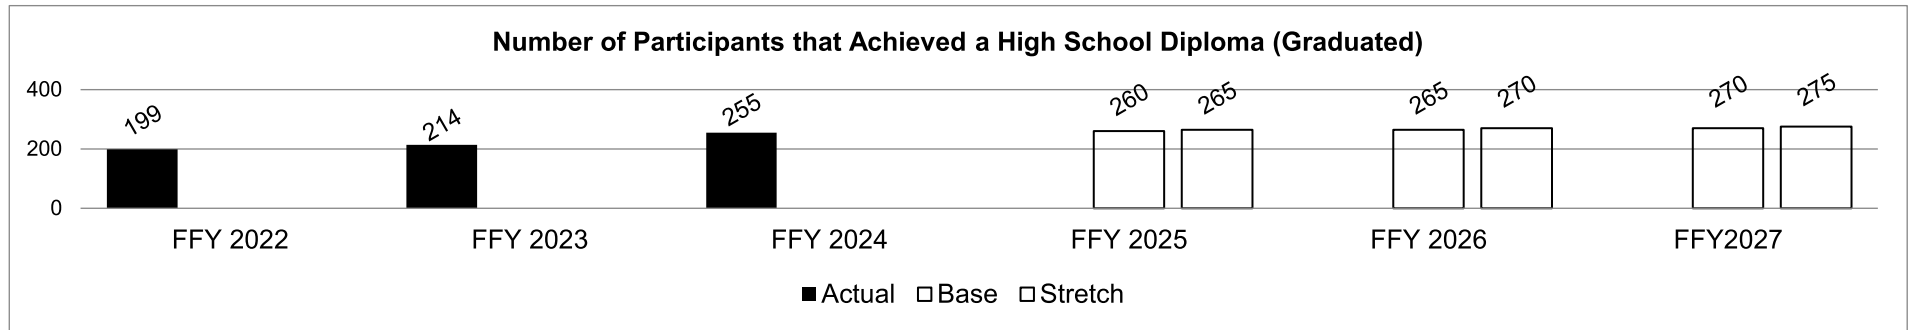 Number of Participants that Achieved a High School Diploma (Graduated)
400
200
0
199
214
255
260
265
265
270
270
275
FFY 2022
FFY 2023
FFY 2024
FFY 2025
FFY 2026
FFY2027
Actual
Base
Stretch